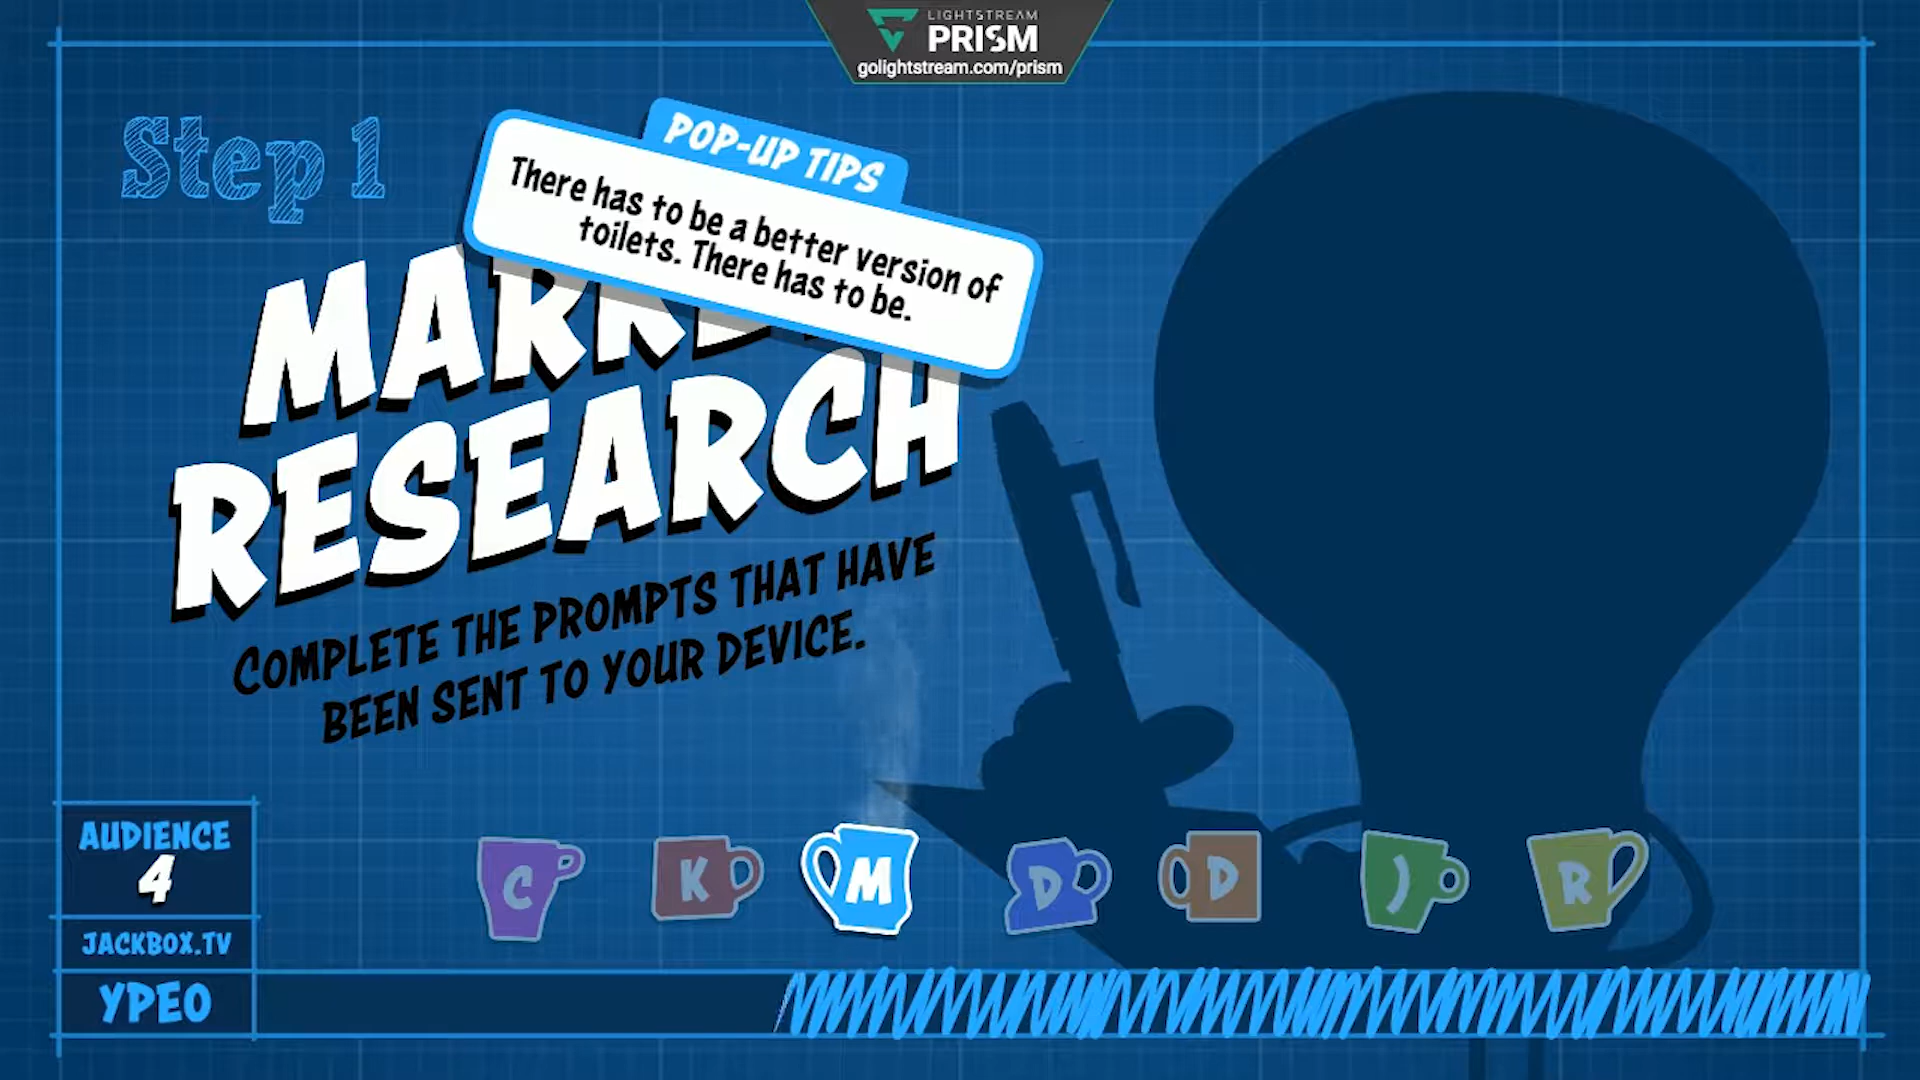 LIGHTSTREAM
PRISM
golightstream.com/prism
Step 1
POP-UP TIPS
There has to be a better version of
toilets. There has to be.
RESEARCH
COMPLETE THE PROMPTS THAT HAVE
BEEN SENT TO YOUR DEVICE.
AUDIENCE
4
JACKBOX.TV
YPEO
C K M D D J R